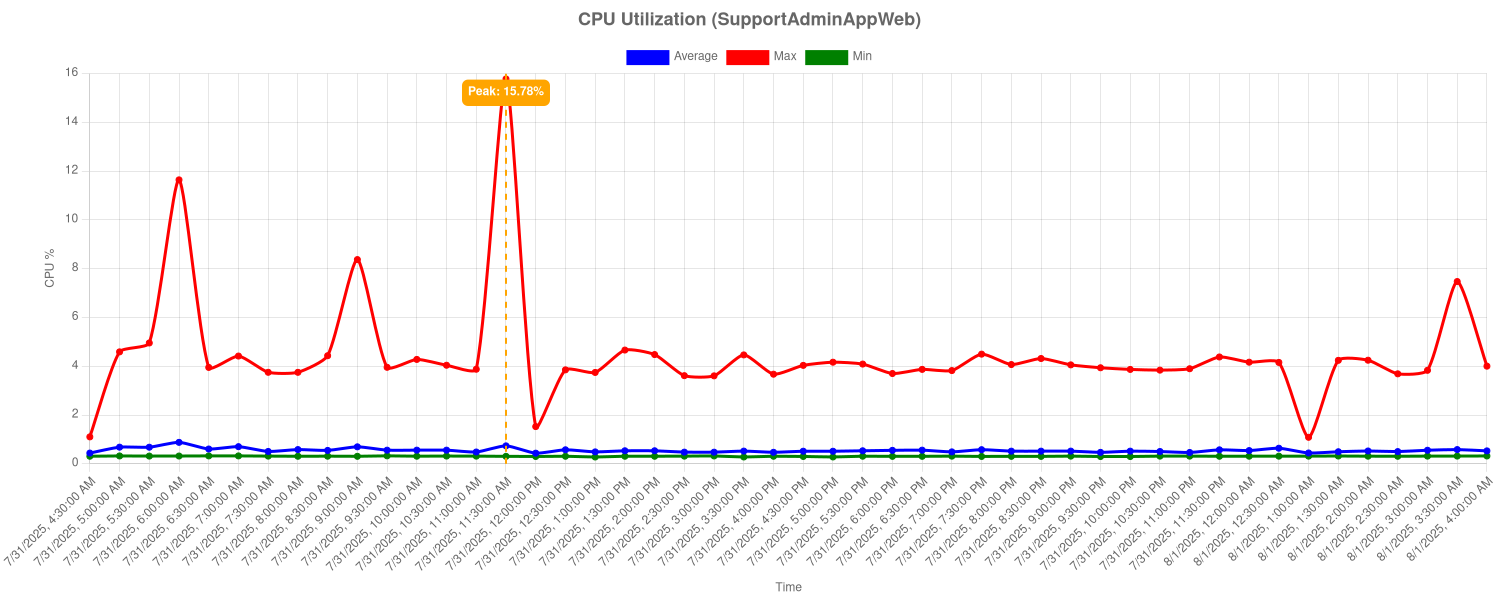 CPU Utilization (SupportAdminAppWeb)
Average Max Min
16
Peak: 15.78%
14
12
10
8
6
4
2
0
CPU %
7/31/2025, 4:30:00 AM
7/31/2025, 5:00:00 AM
7/31/2025, 5:30:00 AM
7/31/2025, 6:00:00 AM
7/31/2025, 6:30:00 AM
7/31/2025, 7:00:00 AM
7/31/2025, 7:30:00 AM
7/31/2025, 8:00:00 AM
7/31/2025, 8:30:00 AM
7/31/2025, 9:00:00 AM
7/31/2025, 9:30:00 AM
7/31/2025, 10:00:00 AM
7/31/2025, 10:30:00 AM
7/31/2025, 11:00:00 AM
7/31/2025, 11:30:00 AM
7/31/2025, 12:00:00 PM
7/31/2025, 12:30:00 PM
7/31/2025, 1:00:00 PM
7/31/2025, 1:30:00 PM
7/31/2025, 2:00:00 PM
7/31/2025, 2:30:00 PM
7/31/2025, 3:00:00 PM
7/31/2025, 3:30:00 PM
7/31/2025, 4:00:00 PM
7/31/2025, 4:30:00 PM
7/31/2025, 5:00:00 PM
7/31/2025, 5:30:00 PM
7/31/2025, 6:00:00 PM
7/31/2025, 6:30:00 PM
7/31/2025, 7:00:00 PM
7/31/2025, 7:30:00 PM
7/31/2025, 8:00:00 PM
7/31/2025, 8:30:00 PM
7/31/2025, 9:00:00 PM
7/31/2025, 9:30:00 PM
7/31/2025, 10:00:00 PM
7/31/2025, 10:30:00 PM
7/31/2025, 11:00:00 PM
7/31/2025, 11:30:00 PM
8/1/2025, 12:00:00 AM
8/1/2025, 12:30:00 AM
8/1/2025, 1:00:00 AM
8/1/2025, 1:30:00 AM
8/1/2025, 2:00:00 AM
8/1/2025, 2:30:00 AM
8/1/2025, 3:00:00 AM
8/1/2025, 3:30:00 AM
8/1/2025, 4:00:00 AM
Time